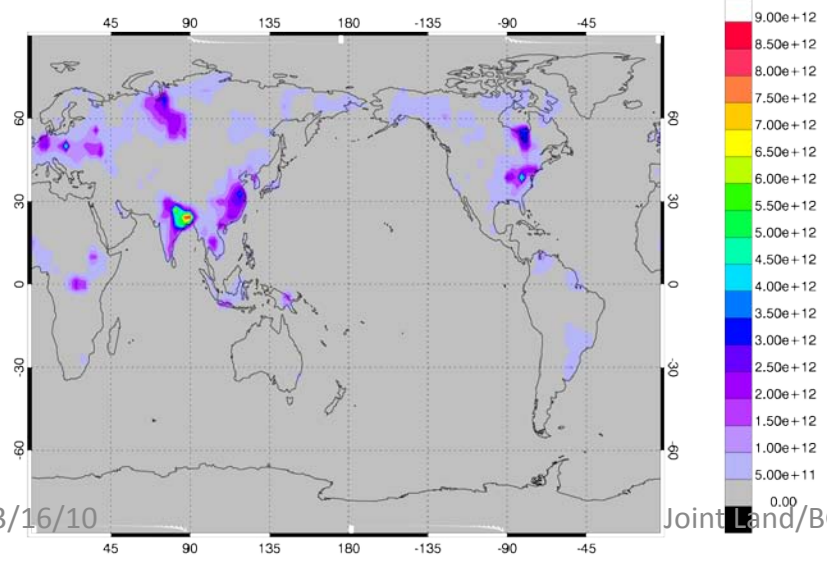 45 90 135 180 -135 -90 -45
9.00e+12
8.50e+12
8.00e+12
7.50e+12
7.00e+12
6.50e+12
6.00e+12
5.50e+12
5.00e+12
4.50e+12
4.00e+12
3.50e+12
3.00e+12
2.50e+12
2.00e+12
1.50e+12
1.00e+12
5.00e+11
0.00
60 60
30 30
0 0
-30 -30
-60 -60
3/16/10 Joint Land/BC
45 90 135 180 -135 -90 -45